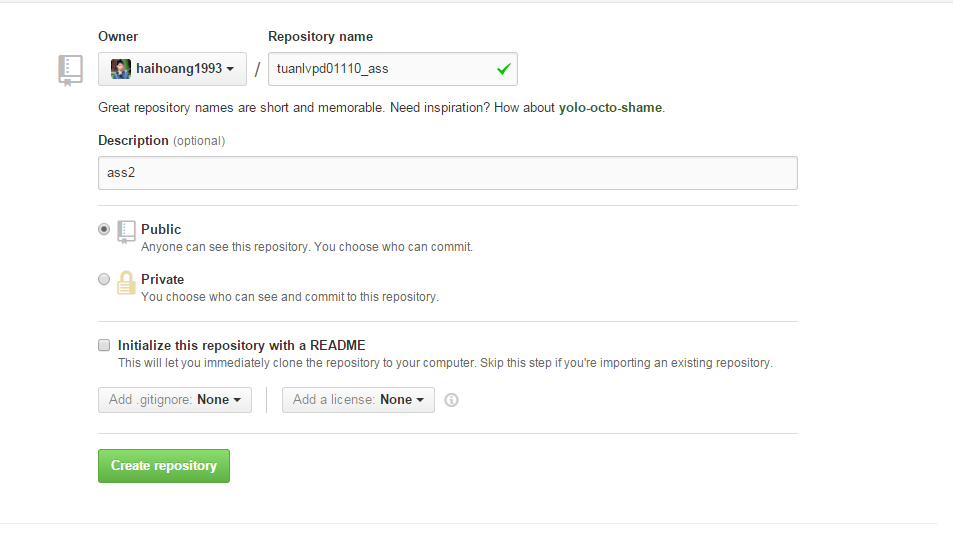 Owner Repository name
haihoang1993 / tuanlvpd01110_ass
Great repository names are short and memorable. Need inspiration? How about yolo-octo-shame.
Description (optional)
ass2
Public
Anyone can see this repository. You choose who can commit.
Private
You choose who can see and commit to this repository.
Initialize this repository with a README
This will let you immediately clone the repository to your computer. Skip this step if you're importing an existing repository.
Add .gitignore: None Add a license: None
Create repository